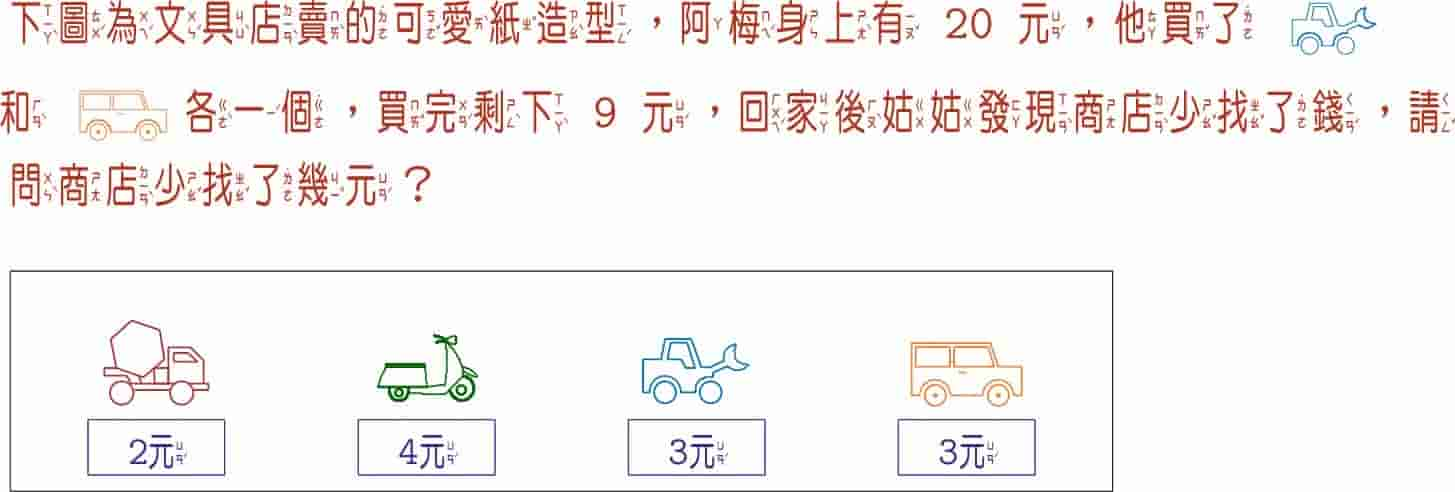 下圖為文具店賣的可愛紙造型，阿梅身上有 20 元，他買了
和 各一個，買完剩下 9 元，回家後姑姑發現商店少找了錢，請
問商店少找了幾元？
2元 4元 3元 3元